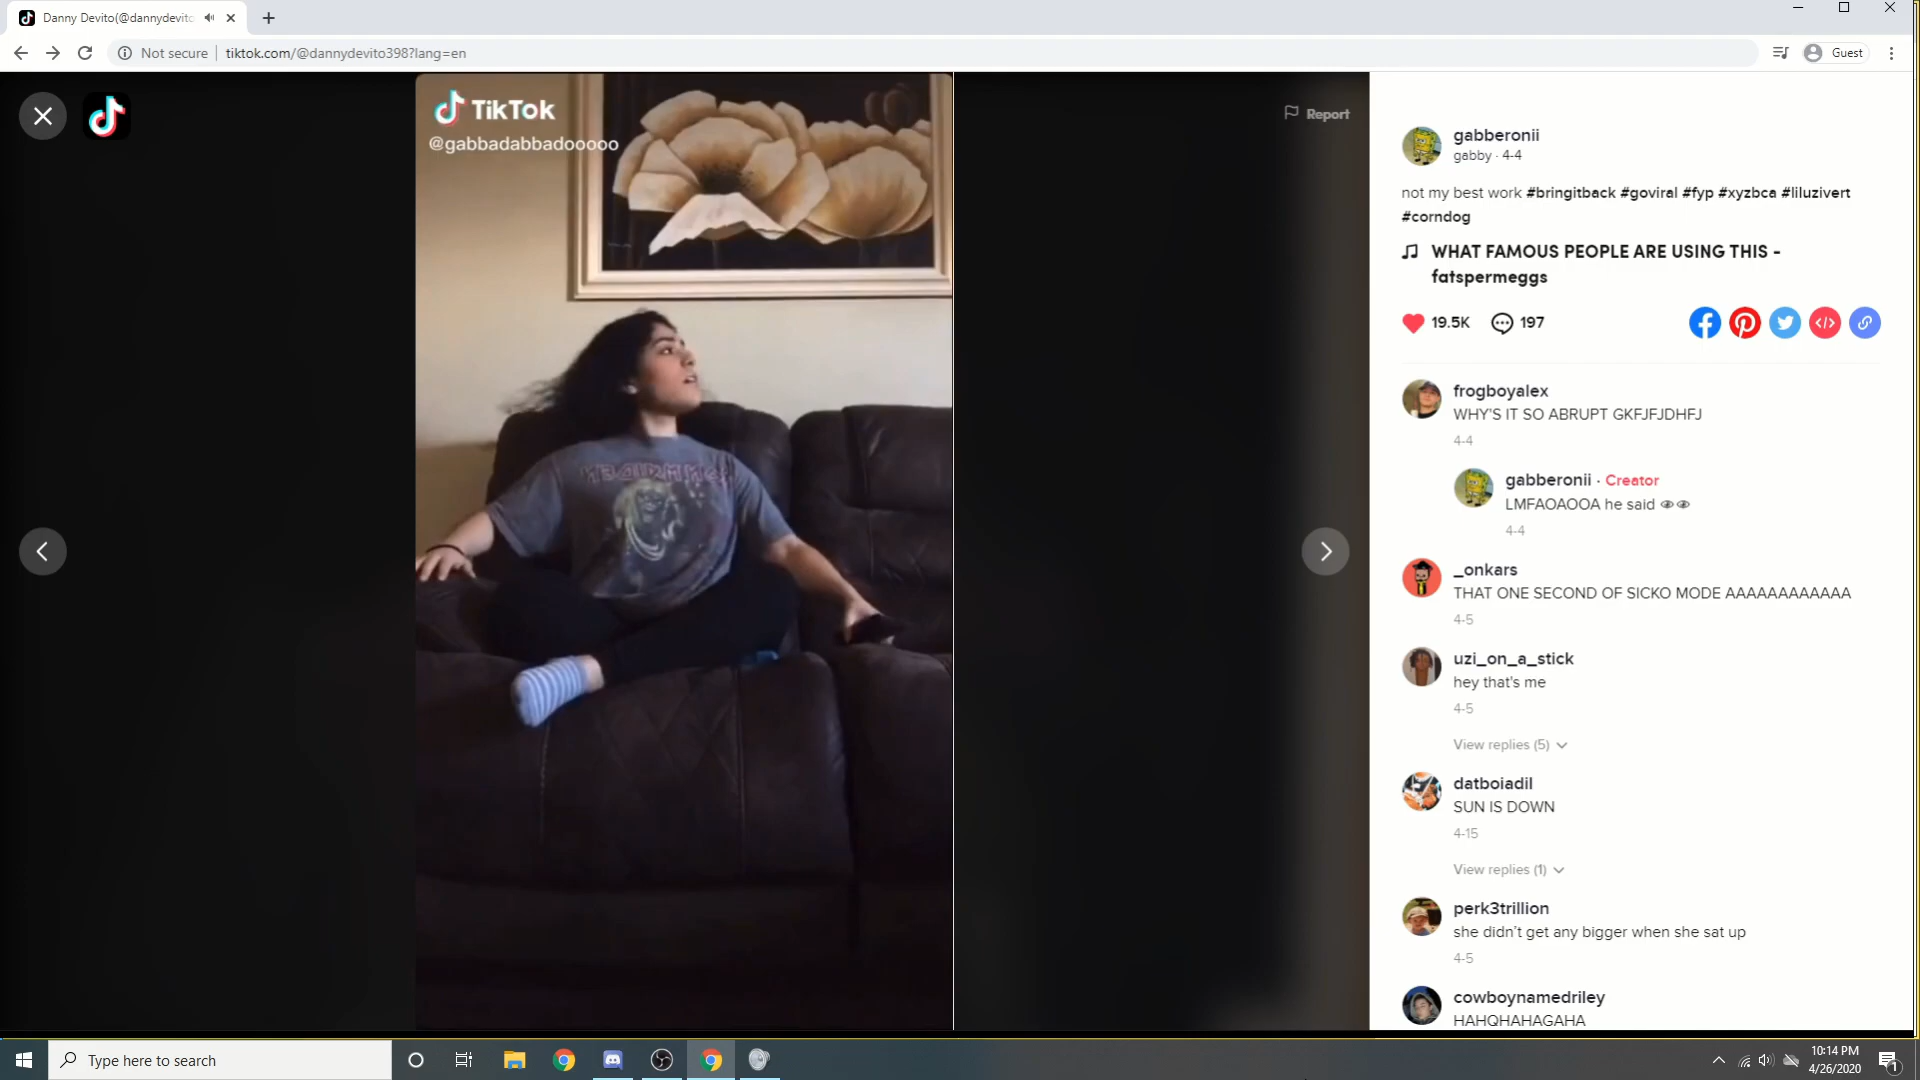 Danny Devito(@dannydevito
Not secure
tiktok.com/@dannydevito398?lang=en
Guest
TikTok
@gabbadabbadooooo
Report
gabberonii
gabby · 4-4
not my best work #bringitback #goviral #fyp #xyzbca #liluzivert
#corndog
WHAT FAMOUS PEOPLE ARE USING THIS -
fatspermeggs
19.5K
197
frogboyalex
WHY'S IT SO ABRUPT GKFJFJDHFJ
4-4
gabberonii · Creator
LMFAOAOOA he said 👁👁
4-4
_onkars
THAT ONE SECOND OF SICKO MODE AAAAAAAAAAAA
4-5
uzi_on_a_stick
hey that's me
4-5
View replies (5)
datboiadil
SUN IS DOWN
4-15
View replies (1)
perk3trillion
she didn't get any bigger when she sat up
4-5
cowboynamedriley
HAHQHAHAGAHA
Type here to search
10:14 PM
4/26/2020
1